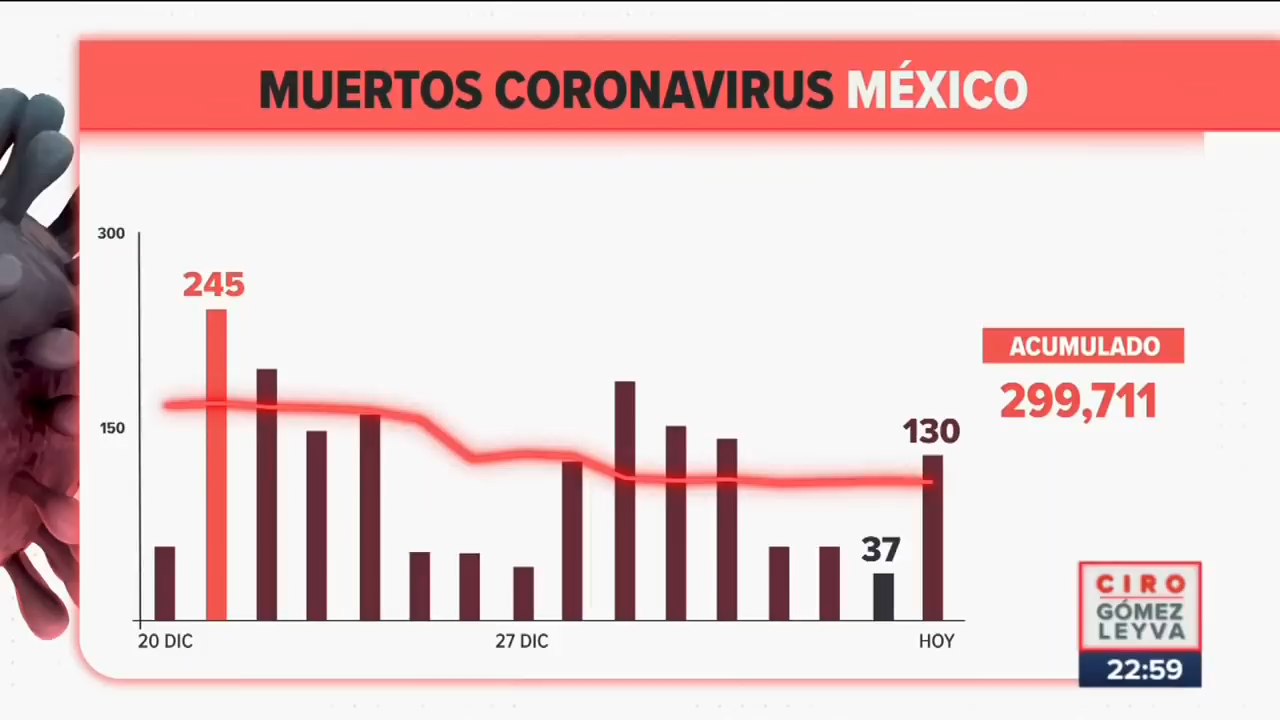 MUERTOS CORONAVIRUS MÉXICO
300
245
150
130
37
20 DIC
27 DIC
HOY
ACUMULADO
299,711
CIRO
GÓMEZ
LEYVA
22:59